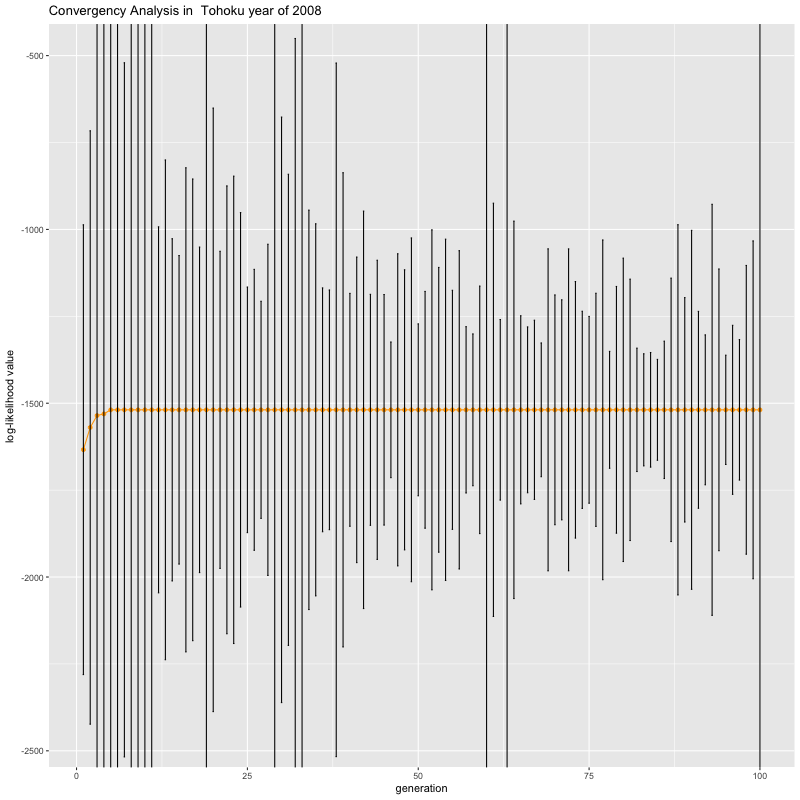 Convergency Analysis in  Tohoku year of 2008
-500
-1000
-1500
-2000
-2500
log-likelihood value
0 25 50 75 100
generation